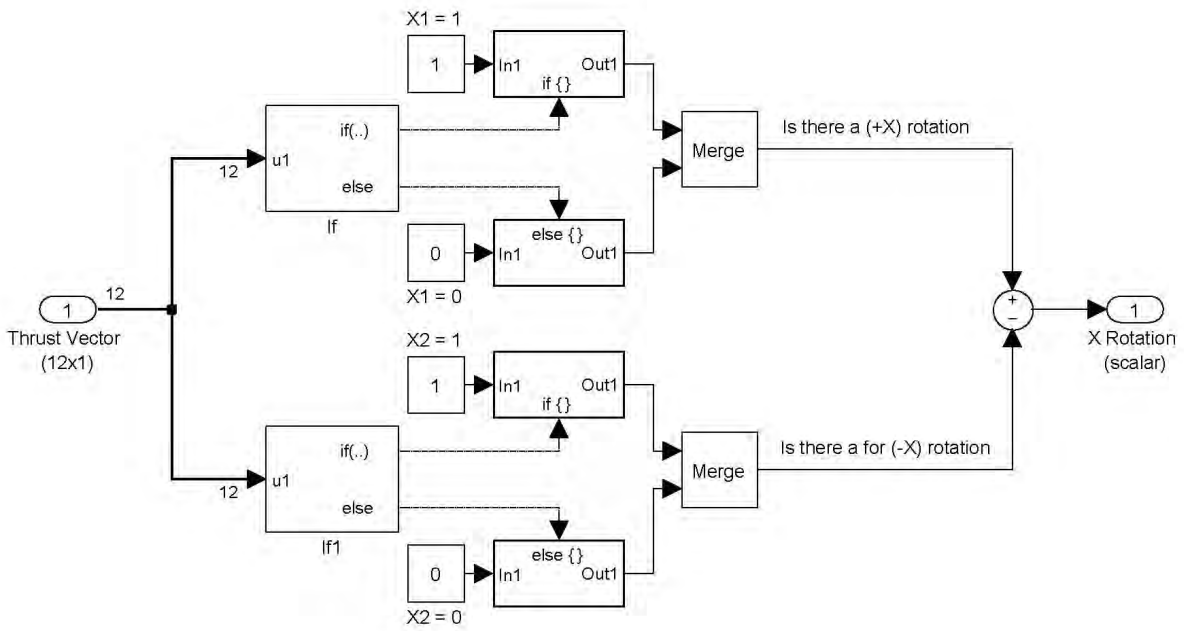 X1 = 1
1
In1
Out1
if { }
if(..)
u1
12
else
If
Merge
Is there a (+X) rotation
else { }
0
In1
Out1
X1 = 0
12
1
Thrust Vector
(12x1)
+
−
1
X Rotation
(scalar)
X2 = 1
1
In1
Out1
if { }
if(..)
u1
12
else
If1
Merge
Is there a for (-X) rotation
else { }
0
In1
Out1
X2 = 0